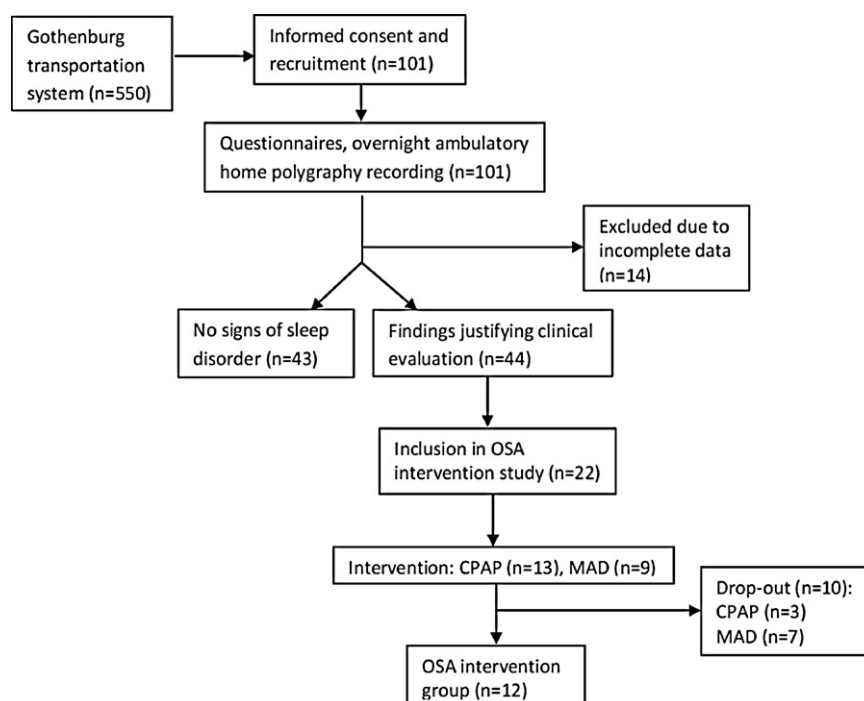 Gothenburg
transportation
system (n=550)
Informed consent and
recruitment (n=101)
Questionnaires, overnight ambulatory
home polygraphy recording (n=101)
Excluded due to
incomplete data
(n=14)
No signs of sleep
disorder (n=43)
Findings justifying clinical
evaluation (n=44)
Inclusion in OSA
intervention study (n=22)
Intervention: CPAP (n=13), MAD (n=9)
Drop-out (n=10):
CPAP (n=3)
MAD (n=7)
OSA intervention
group (n=12)